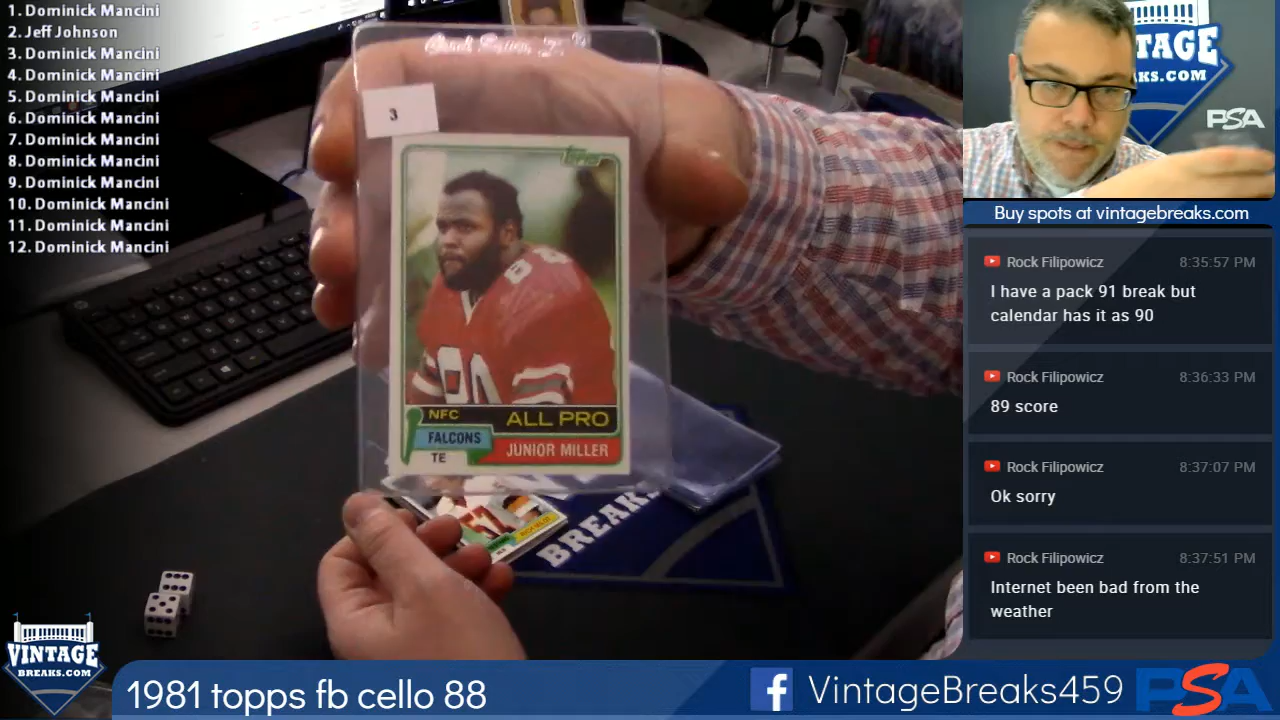 1. Dominick Mancini
2. Jeff Johnson
3. Dominick Mancini
4. Dominick Mancini
5. Dominick Mancini
6. Dominick Mancini
7. Dominick Mancini
8. Dominick Mancini
9. Dominick Mancini
10. Dominick Mancini
11. Dominick Mancini
12. Dominick Mancini
3
Topps
80
NFC
ALL PRO
FALCONS
JUNIOR MILLER
TE
BREAKS
VINTAGE
BREAKS.COM
1981 topps fb cello 88
VintageBreaks459
PSA
NTAGE
KS.COM
PSA
Buy spots at vintagebreaks.com
Rock Filipowicz 8:35:57 PM
I have a pack 91 break but
calendar has it as 90
Rock Filipowicz 8:36:33 PM
89 score
Rock Filipowicz 8:37:07 PM
Ok sorry
Rock Filipowicz 8:37:51 PM
Internet been bad from the
weather